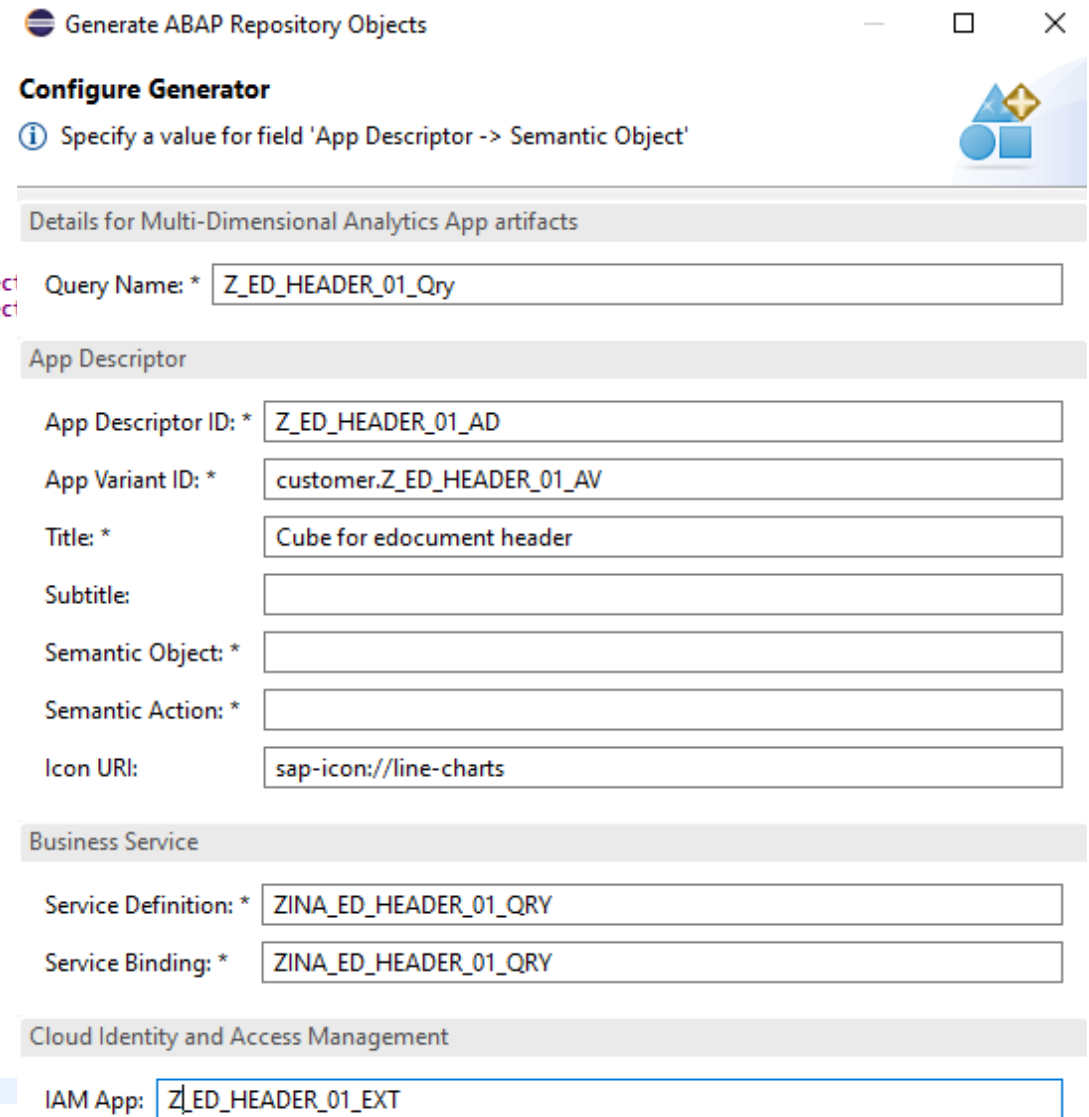 Generate ABAP Repository Objects
Configure Generator
Specify a value for field 'App Descriptor -> Semantic Object'
Details for Multi-Dimensional Analytics App artifacts
ect
ect
Query Name: * Z_ED_HEADER_01_Qry
App Descriptor
App Descriptor ID: * Z_ED_HEADER_01_AD
App Variant ID: * customer.Z_ED_HEADER_01_AV
Title: * Cube for edocument header
Subtitle:
Semantic Object: *
Semantic Action: *
Icon URI: sap-icon://line-charts
Business Service
Service Definition: * ZINA_ED_HEADER_01_QRY
Service Binding: * ZINA_ED_HEADER_01_QRY
Cloud Identity and Access Management
IAM App: Z_ED_HEADER_01_EXT